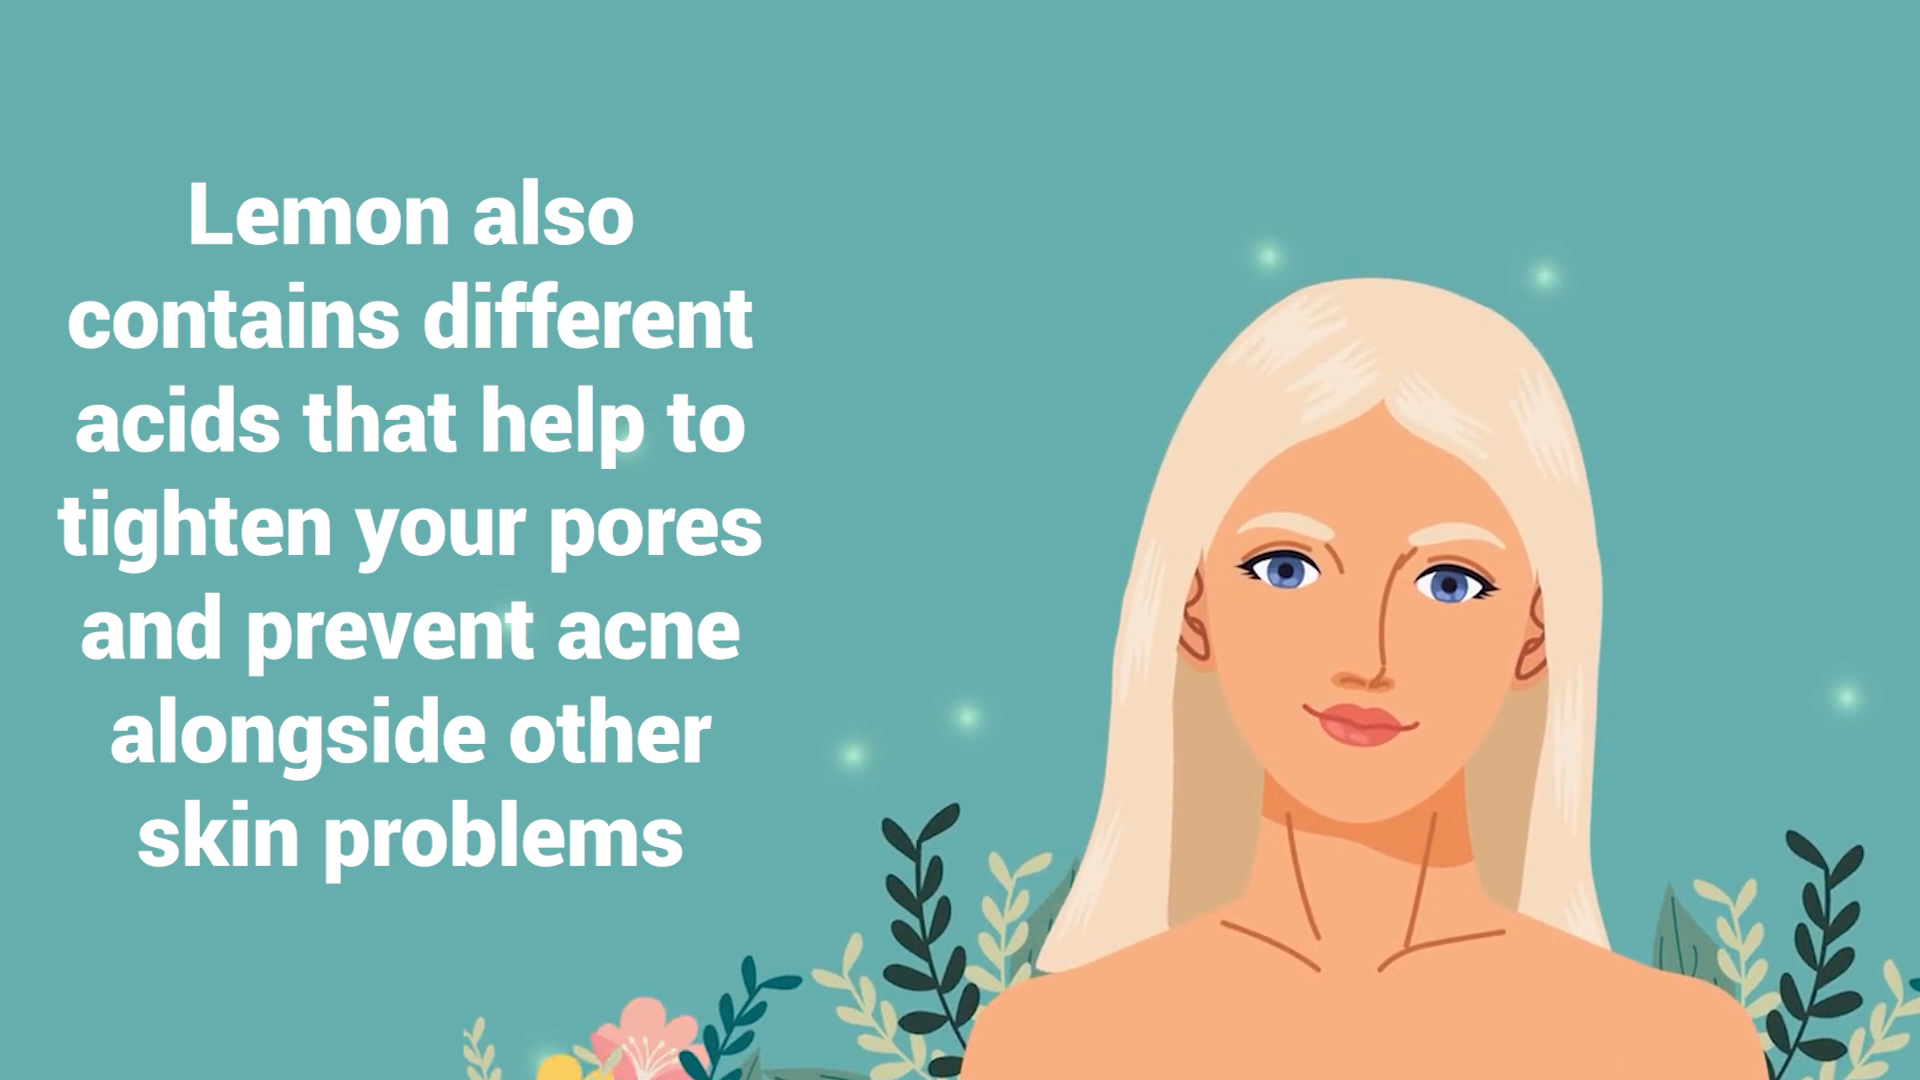 Lemon also
contains different
acids that help to
tighten your pores
and prevent acne
alongside other
skin problems